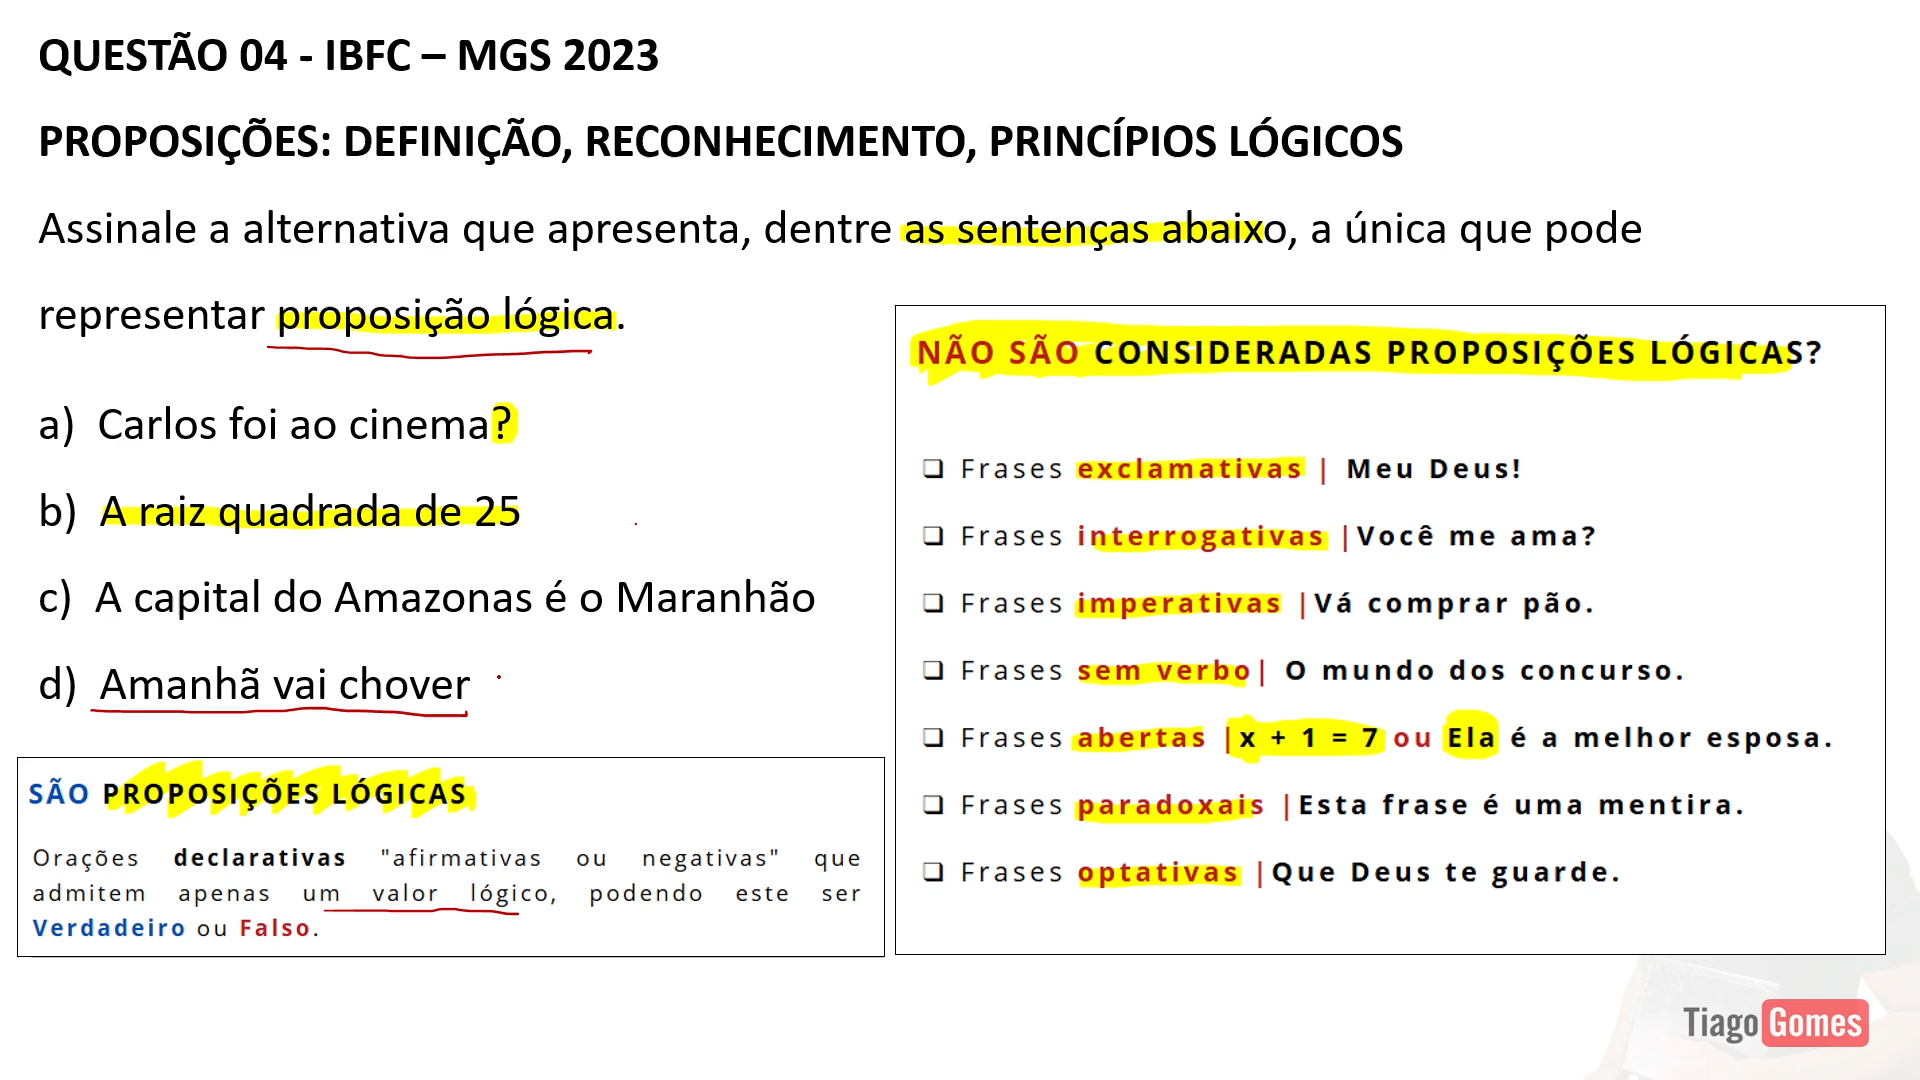 QUESTÃO 04 - IBFC – MGS 2023
PROPOSIÇÕES: DEFINIÇÃO, RECONHECIMENTO, PRINCÍPIOS LÓGICOS
Assinale a alternativa que apresenta, dentre as sentenças abaixo, a única que pode
representar proposição lógica.
a) Carlos foi ao cinema?
b) A raiz quadrada de 25
c) A capital do Amazonas é o Maranhão
d) Amanhã vai chover
SÃO PROPOSIÇÕES LÓGICAS
Orações declarativas "afirmativas ou negativas" que
admitem apenas um valor lógico, podendo este ser
Verdadeiro ou Falso.
NÃO SÃO CONSIDERADAS PROPOSIÇÕES LÓGICAS?
❑ Frases exclamativas | Meu Deus!
❑ Frases interrogativas |Você me ama?
❑ Frases imperativas |Vá comprar pão.
❑ Frases sem verbo| O mundo dos concurso.
❑ Frases abertas |x + 1 = 7 ou Ela é a melhor esposa.
❑ Frases paradoxais |Esta frase é uma mentira.
❑ Frases optativas |Que Deus te guarde.
Tiago Gomes